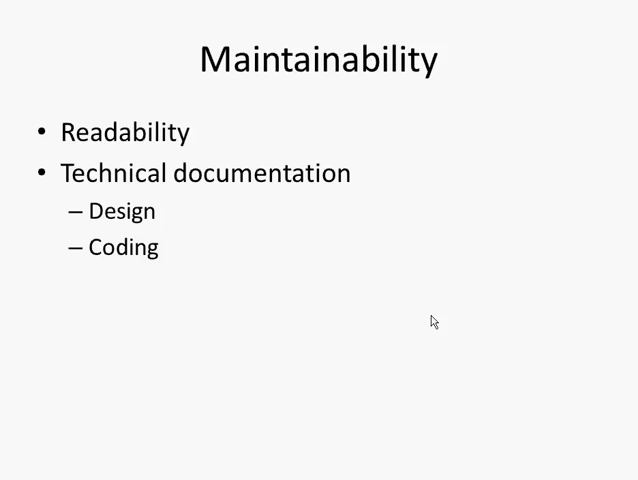 Maintainability
• Readability
• Technical documentation
– Design
– Coding